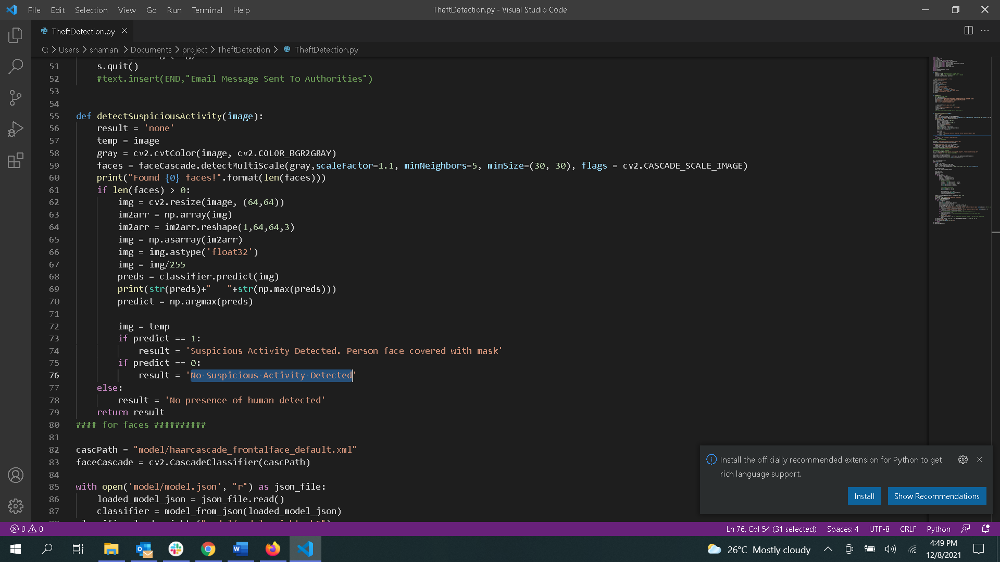 File Edit Selection View Go Run Terminal Help
TheftDetection.py - Visual Studio Code
TheftDetection.py
C: > Users > snamani > Documents > project > TheftDetection > TheftDetection.py
51 s.quit()
52 #text.insert(END,"Email Message Sent To Authorities")
53
54
55 def detectSuspiciousActivity(image):
56 result = 'none'
57 temp = image
58 gray = cv2.cvtColor(image, cv2.COLOR_BGR2GRAY)
59 faces = faceCascade.detectMultiScale(gray,scaleFactor=1.1, minNeighbors=5, minSize=(30, 30), flags = cv2.CASCADE_SCALE_IMAGE)
60 print("Found {0} faces!".format(len(faces)))
61 if len(faces) > 0:
62 img = cv2.resize(image, (64,64))
63 im2arr = np.array(img)
64 im2arr = im2arr.reshape(1,64,64,3)
65 img = np.asarray(im2arr)
66 img = img.astype('float32')
67 img = img/255
68 preds = classifier.predict(img)
69 print(str(preds)+"   "+str(np.max(preds)))
70 predict = np.argmax(preds)
71
72 img = temp
73 if predict == 1:
74 result = 'Suspicious Activity Detected. Person face covered with mask'
75 if predict == 0:
76 result = 'No Suspicious Activity Detected'
77 else:
78 result = 'No presence of human detected'
79 return result
80 #### for faces ##########
81
82 cascPath = "model/haarcascade_frontalface_default.xml"
83 faceCascade = cv2.CascadeClassifier(cascPath)
84
85 with open('model/model.json', "r") as json_file:
86 loaded_model_json = json_file.read()
87 classifier = model_from_json(loaded_model_json)
Install the officially recommended extension for Python to get
rich language support.
Install Show Recommendations
0 0
Ln 76, Col 54 (31 selected) Spaces: 4 UTF-8 CRLF Python
26°C Mostly cloudy
4:49 PM
12/8/2021